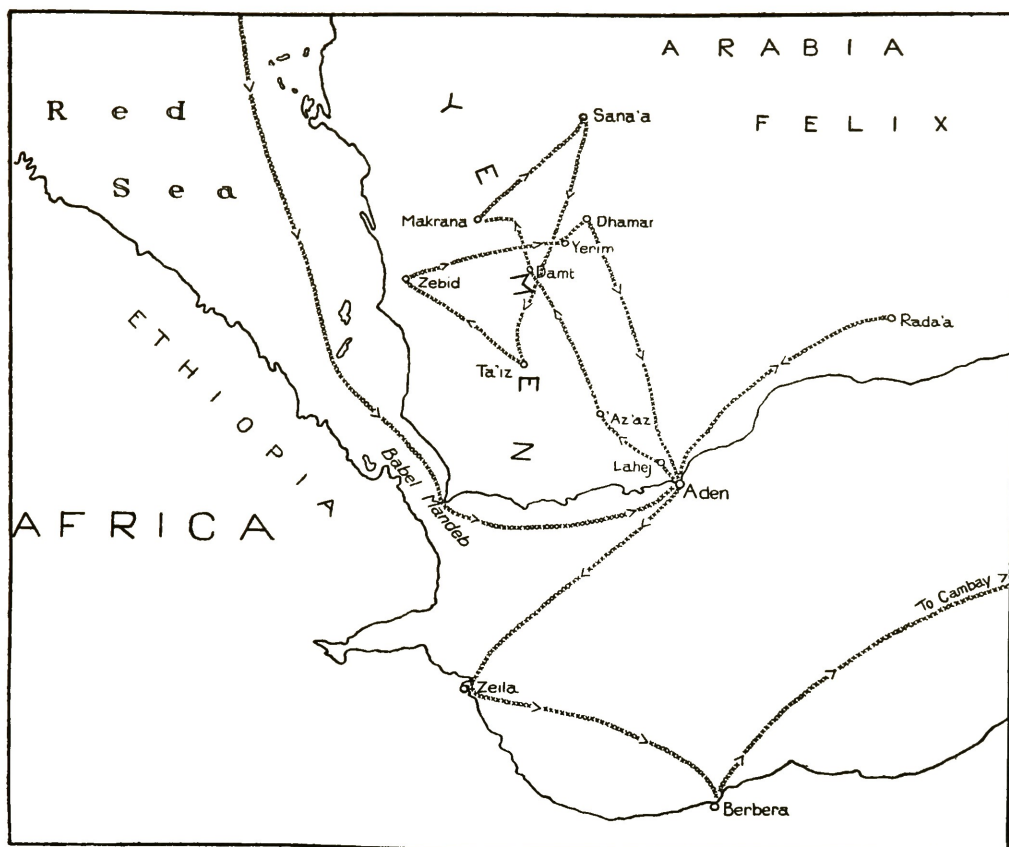 ARABIA
FELIX
Red
Sea
YEMEN
Sana'a
Makrana
Dhamar
Yerim
Damt
Zebid
Rada'a
Ta'iz
'Az'az
Lahej
Aden
ETHIOPIA
Babel Mandeb
AFRICA
To Cambay
Zeila
Berbera